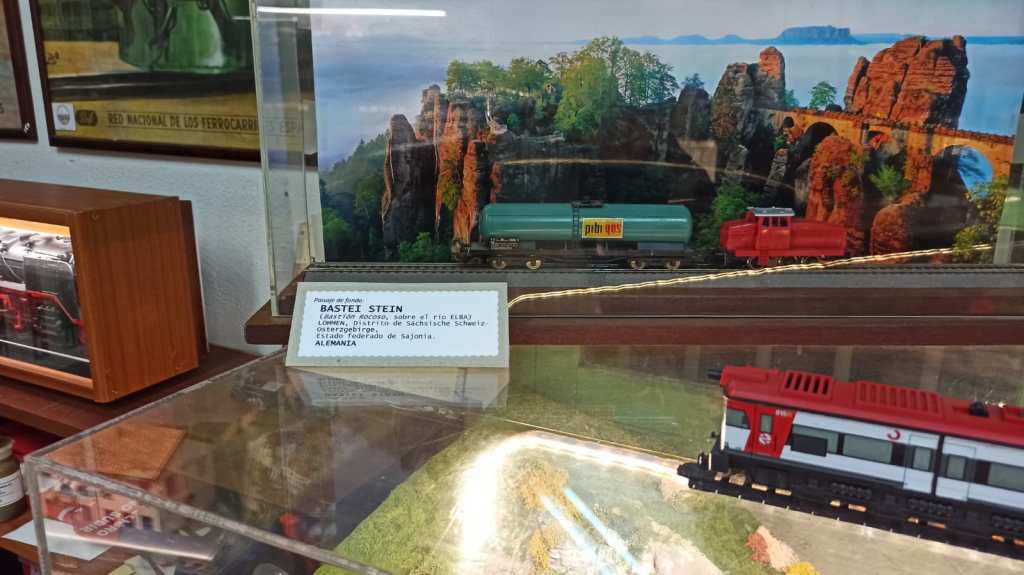 RED NACIONAL DE LOS FERROCARRI
pibigas
Paisaje de fondo:
BASTEI STEIN
(Bastión Rocoso, sobre el río ELBA)
LOHMEN, Distrito de Sächsische Schweiz-
Osterzgebirge,
Estado federado de Sajonia.
ALEMANIA